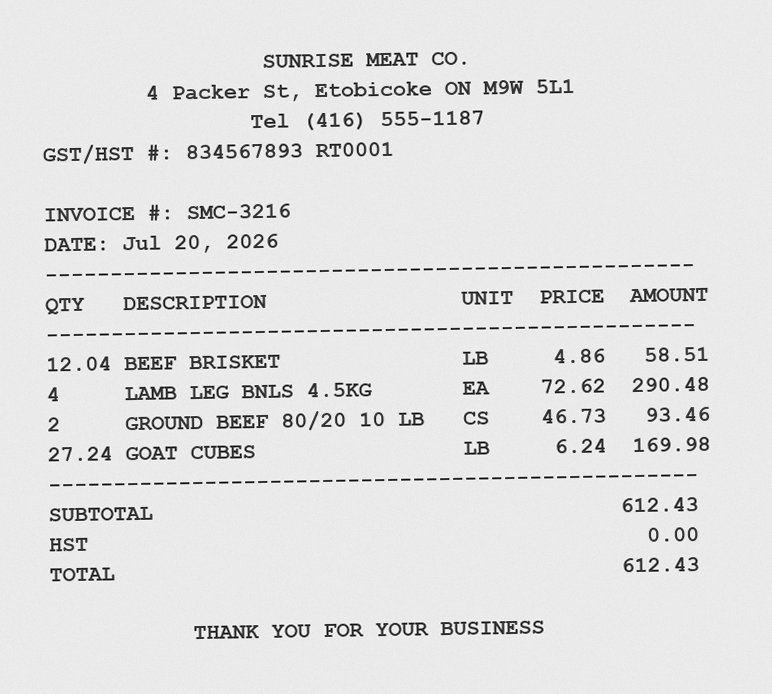 SUNRISE MEAT CO.
4 Packer St, Etobicoke ON M9W 5L1
Tel (416) 555-1187
GST/HST #: 834567893 RT0001
INVOICE #: SMC-3216
DATE: Jul 20, 2026
--------------------------------------------------
QTY DESCRIPTION UNIT PRICE AMOUNT
--------------------------------------------------
12.04 BEEF BRISKET LB 4.86 58.51
4 LAMB LEG BNLS 4.5KG EA 72.62 290.48
2 GROUND BEEF 80/20 10 LB CS 46.73 93.46
27.24 GOAT CUBES LB 6.24 169.98
--------------------------------------------------
SUBTOTAL 612.43
HST 0.00
TOTAL 612.43
THANK YOU FOR YOUR BUSINESS